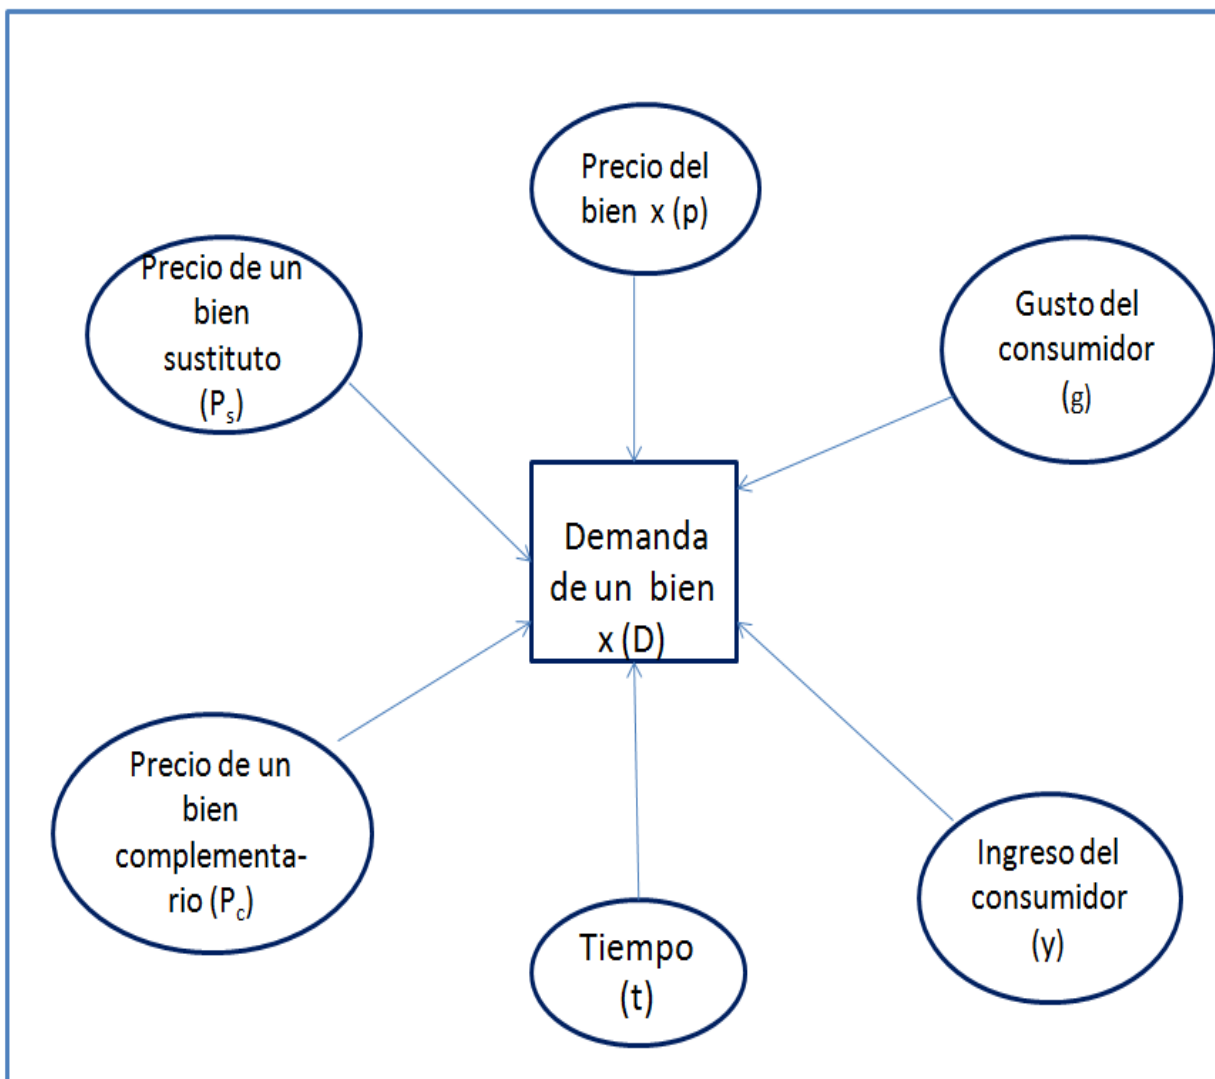 Precio del
bien x (p)
Precio de un
bien
sustituto
(Ps)
Gusto del
consumidor
(g)
Demanda
de un bien
x (D)
Precio de un
bien
complementa-
rio (Pc)
Tiempo
(t)
Ingreso del
consumidor
(y)